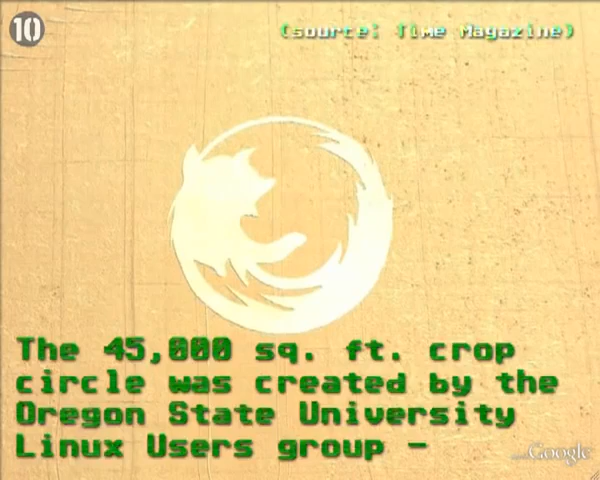 10
(source: Time Magazine)
The 45,000 sq. ft. crop
circle was created by the
Oregon State University
Linux Users group -
Google